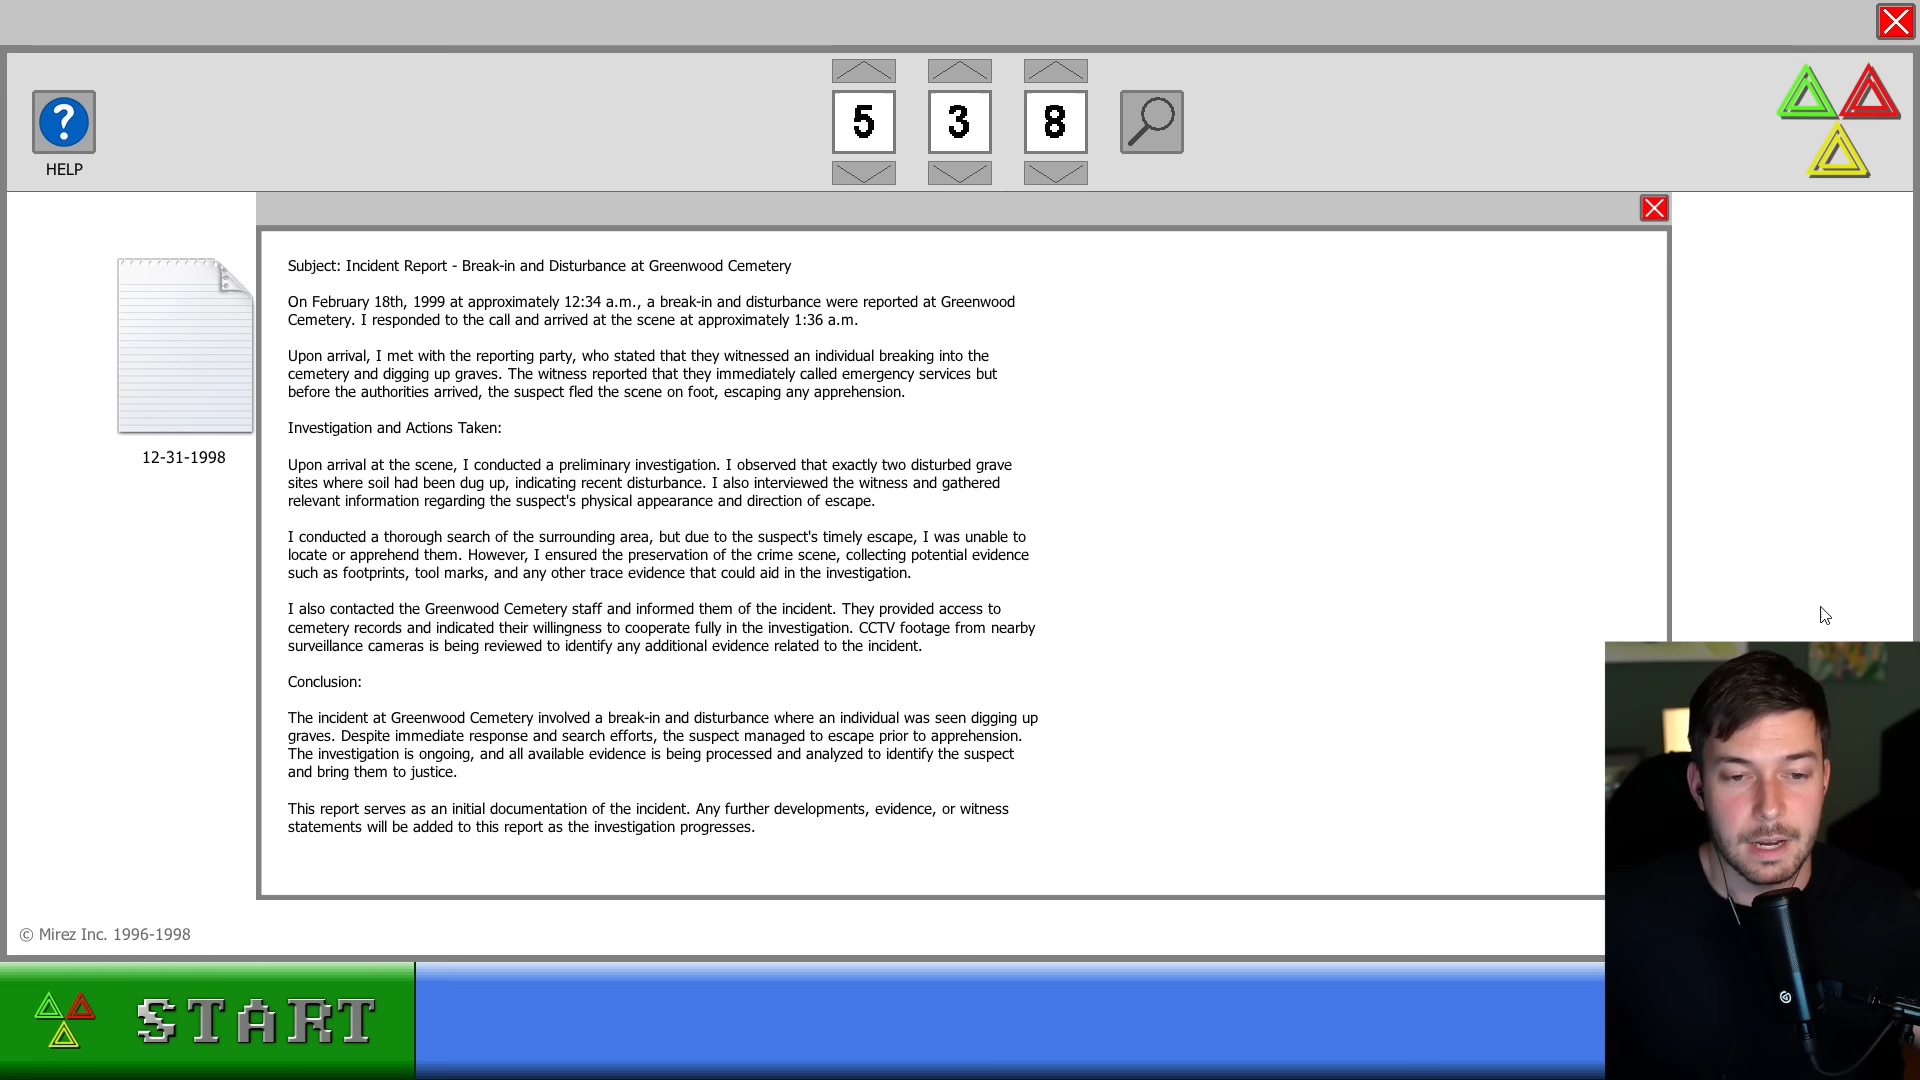 5 3 8
HELP
12-31-1998
Subject: Incident Report - Break-in and Disturbance at Greenwood Cemetery
On February 18th, 1999 at approximately 12:34 a.m., a break-in and disturbance were reported at Greenwood
Cemetery. I responded to the call and arrived at the scene at approximately 1:36 a.m.
Upon arrival, I met with the reporting party, who stated that they witnessed an individual breaking into the
cemetery and digging up graves. The witness reported that they immediately called emergency services but
before the authorities arrived, the suspect fled the scene on foot, escaping any apprehension.
Investigation and Actions Taken:
Upon arrival at the scene, I conducted a preliminary investigation. I observed that exactly two disturbed grave
sites where soil had been dug up, indicating recent disturbance. I also interviewed the witness and gathered
relevant information regarding the suspect's physical appearance and direction of escape.
I conducted a thorough search of the surrounding area, but due to the suspect's timely escape, I was unable to
locate or apprehend them. However, I ensured the preservation of the crime scene, collecting potential evidence
such as footprints, tool marks, and any other trace evidence that could aid in the investigation.
I also contacted the Greenwood Cemetery staff and informed them of the incident. They provided access to
cemetery records and indicated their willingness to cooperate fully in the investigation. CCTV footage from nearby
surveillance cameras is being reviewed to identify any additional evidence related to the incident.
Conclusion:
The incident at Greenwood Cemetery involved a break-in and disturbance where an individual was seen digging up
graves. Despite immediate response and search efforts, the suspect managed to escape prior to apprehension.
The investigation is ongoing, and all available evidence is being processed and analyzed to identify the suspect
and bring them to justice.
This report serves as an initial documentation of the incident. Any further developments, evidence, or witness
statements will be added to this report as the investigation progresses.
© Mirez Inc. 1996-1998
START